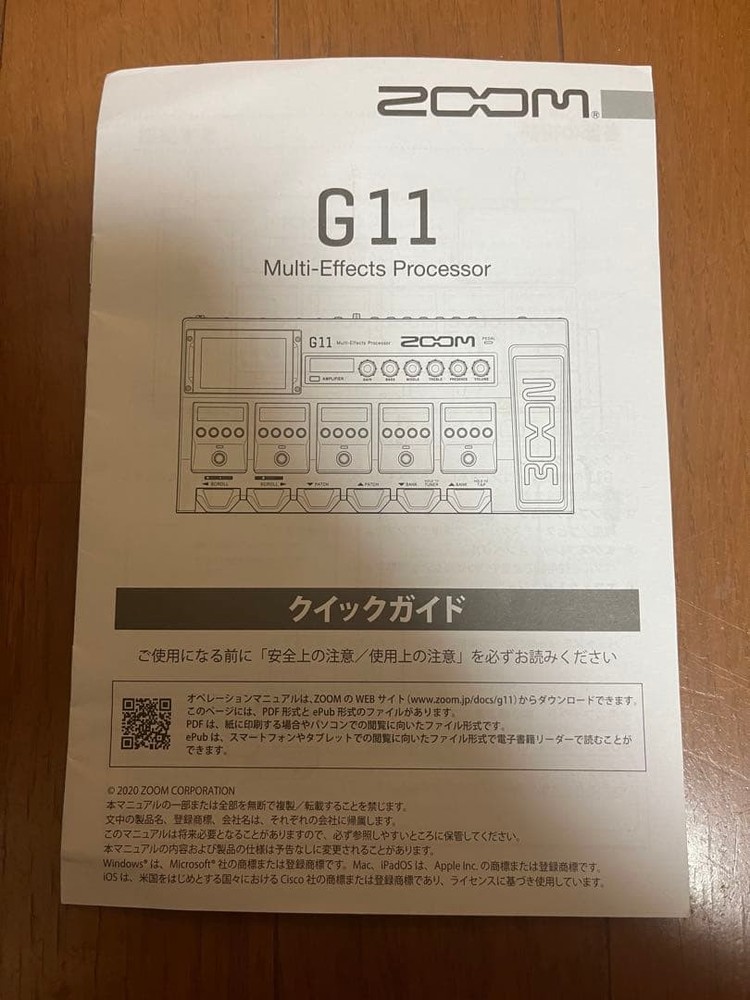 ZOOM®
G11
Multi-Effects Processor
G11 Multi-Effects Processor ZOOM
PEDAL
AMPLIFIER GAIN BASS MIDDLE TREBLE PRESENCE VOLUME
ZOOM
◀ SCROLL SCROLL ▶ ▼ PATCH ▲ PATCH ▼ BANK HOLD TO TUNER ▲ BANK HOLD TO TAP
クイックガイド
ご使用になる前に「安全上の注意／使用上の注意」を必ずお読みください
オペレーションマニュアルは、ZOOM の WEB サイト (www.zoom.jp/docs/g11) からダウンロードできます。
このページには、PDF 形式と ePub 形式のファイルがあります。
PDF は、紙に印刷する場合やパソコンでの閲覧に向いたファイル形式です。
ePub は、スマートフォンやタブレットでの閲覧に向いたファイル形式で電子書籍リーダーで読むことが
できます。
© 2020 ZOOM CORPORATION
本マニュアルの一部または全部を無断で複製／転載することを禁じます。
文中の製品名、登録商標、会社名は、それぞれの会社に帰属します。
このマニュアルは将来必要となることがありますので、必ず参照しやすいところに保管してください。
本マニュアルの内容および製品の仕様は予告なしに変更されることがあります。
Windows® は、Microsoft® 社の商標または登録商標です。Mac、iPadOS は、Apple Inc. の商標または登録商標です。
iOS は、米国をはじめとする国々における Cisco 社の商標または登録商標であり、ライセンスに基づき使用しています。